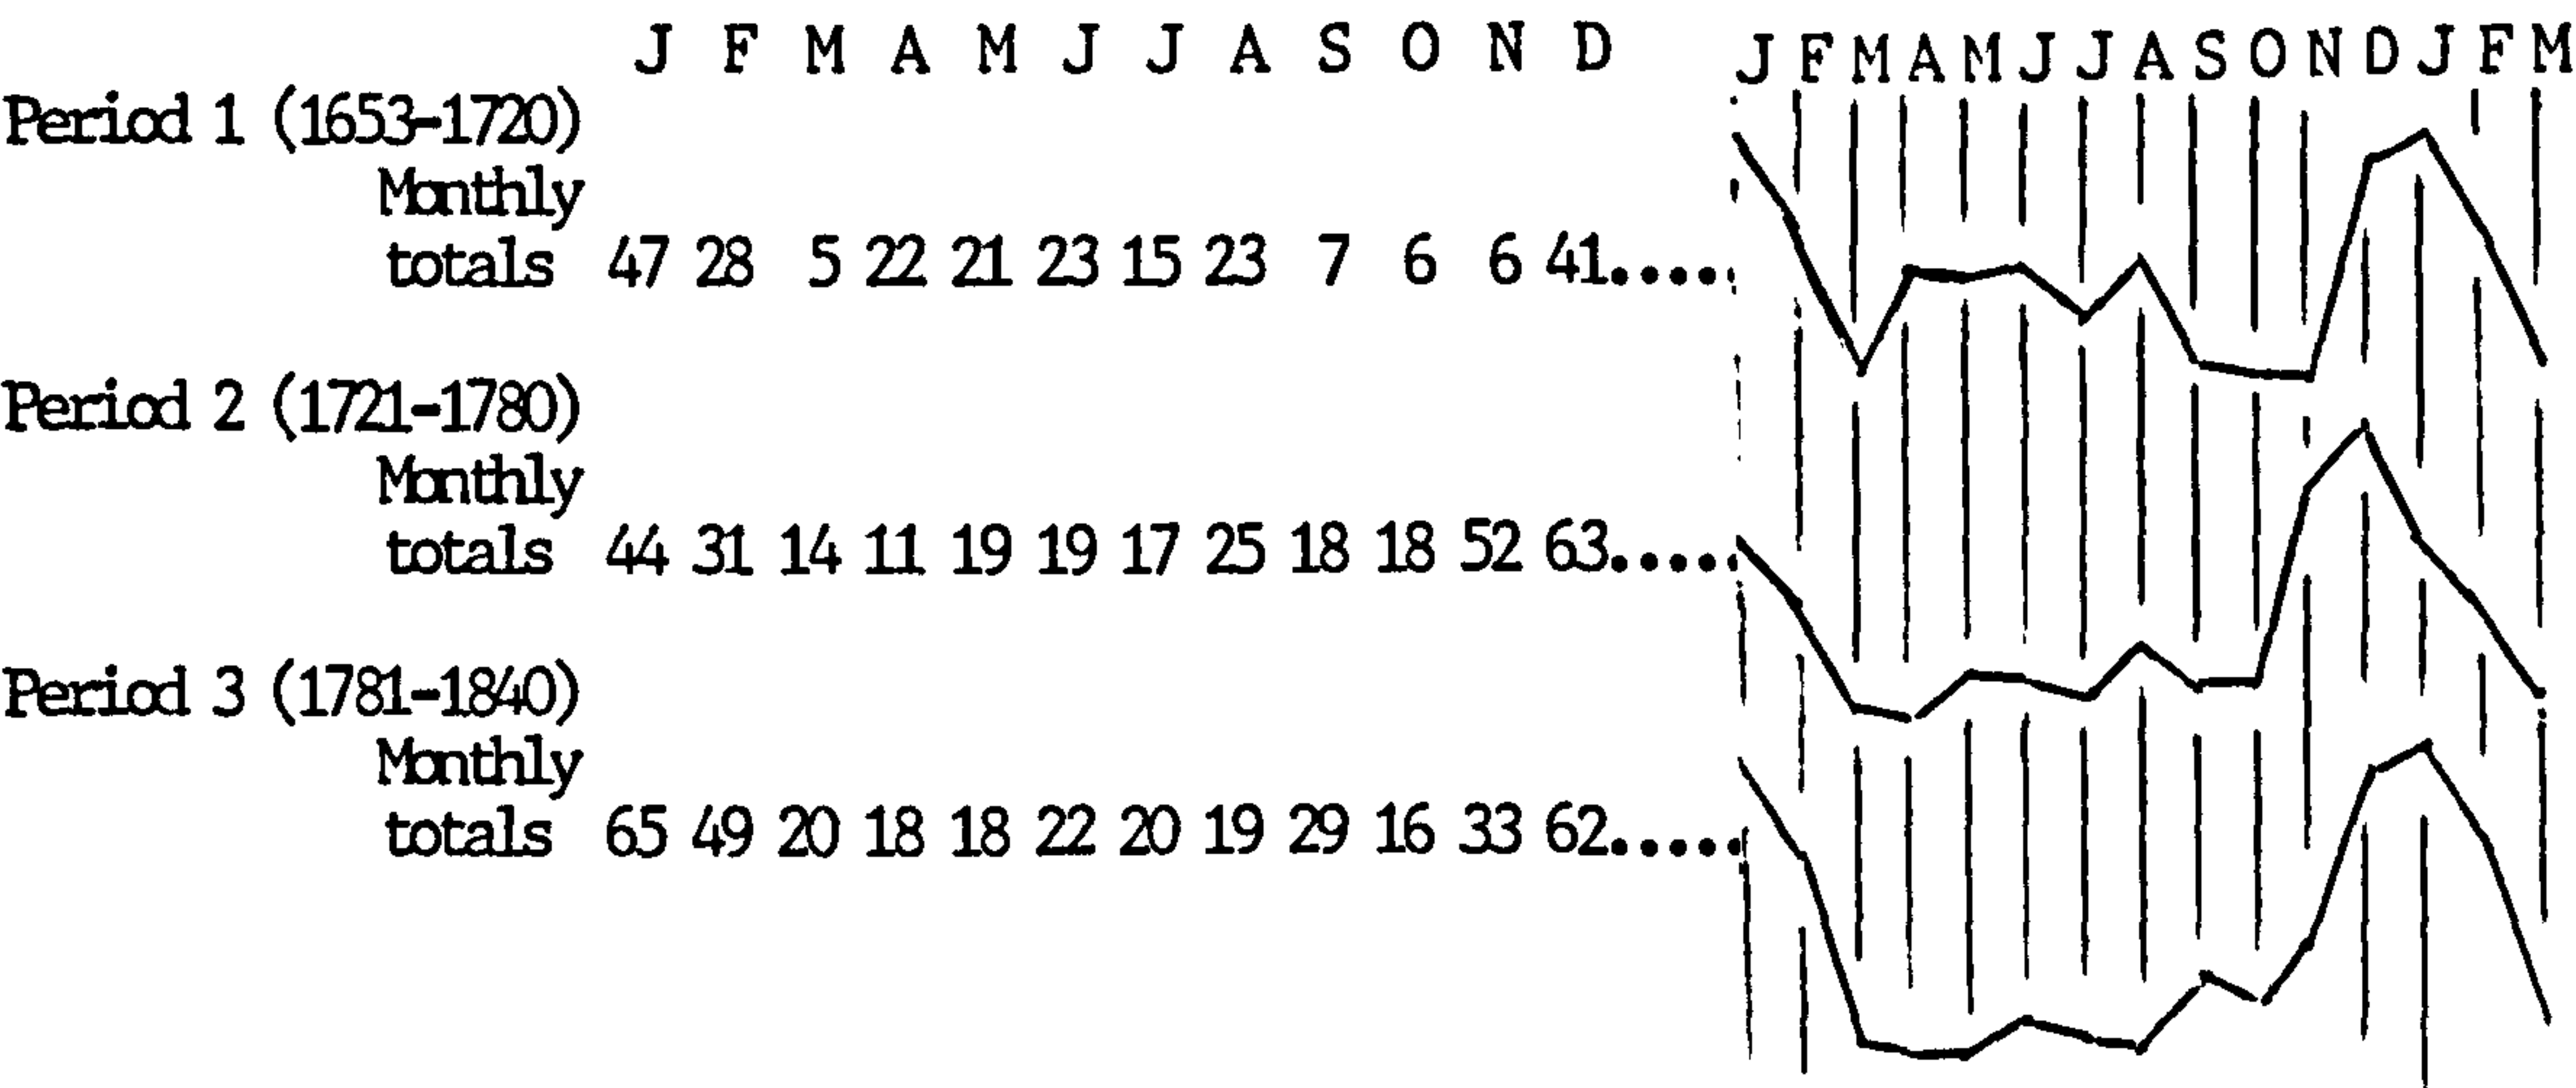 J F M A M J J A S O N D J F M A M J J A S O N D J F M
Period 1 (1653-1720)
Monthly
totals 47 28 5 22 21 23 15 23 7 6 6 41.....
Period 2 (1721-1780)
Monthly
totals 44 31 14 11 19 19 17 25 18 18 52 63.....
Period 3 (1781-1840)
Monthly
totals 65 49 20 18 18 22 20 19 29 16 33 62.....